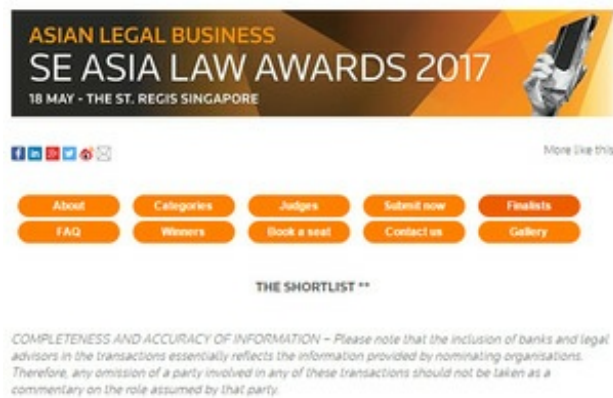 ASIAN LEGAL BUSINESS
SE ASIA LAW AWARDS 2017
18 MAY - THE ST. REGIS SINGAPORE
More like this
About Categories Judges Submit now Finalists
FAQ Winners Book a seat Contact us Gallery
THE SHORTLIST **
COMPLETENESS AND ACCURACY OF INFORMATION – Please note that the inclusion of banks and legal
advisors in the transactions essentially reflects the information provided by nominating organisations.
Therefore, any omission of a party involved in any of these transactions should not be taken as a
commentary on the role assumed by that party.